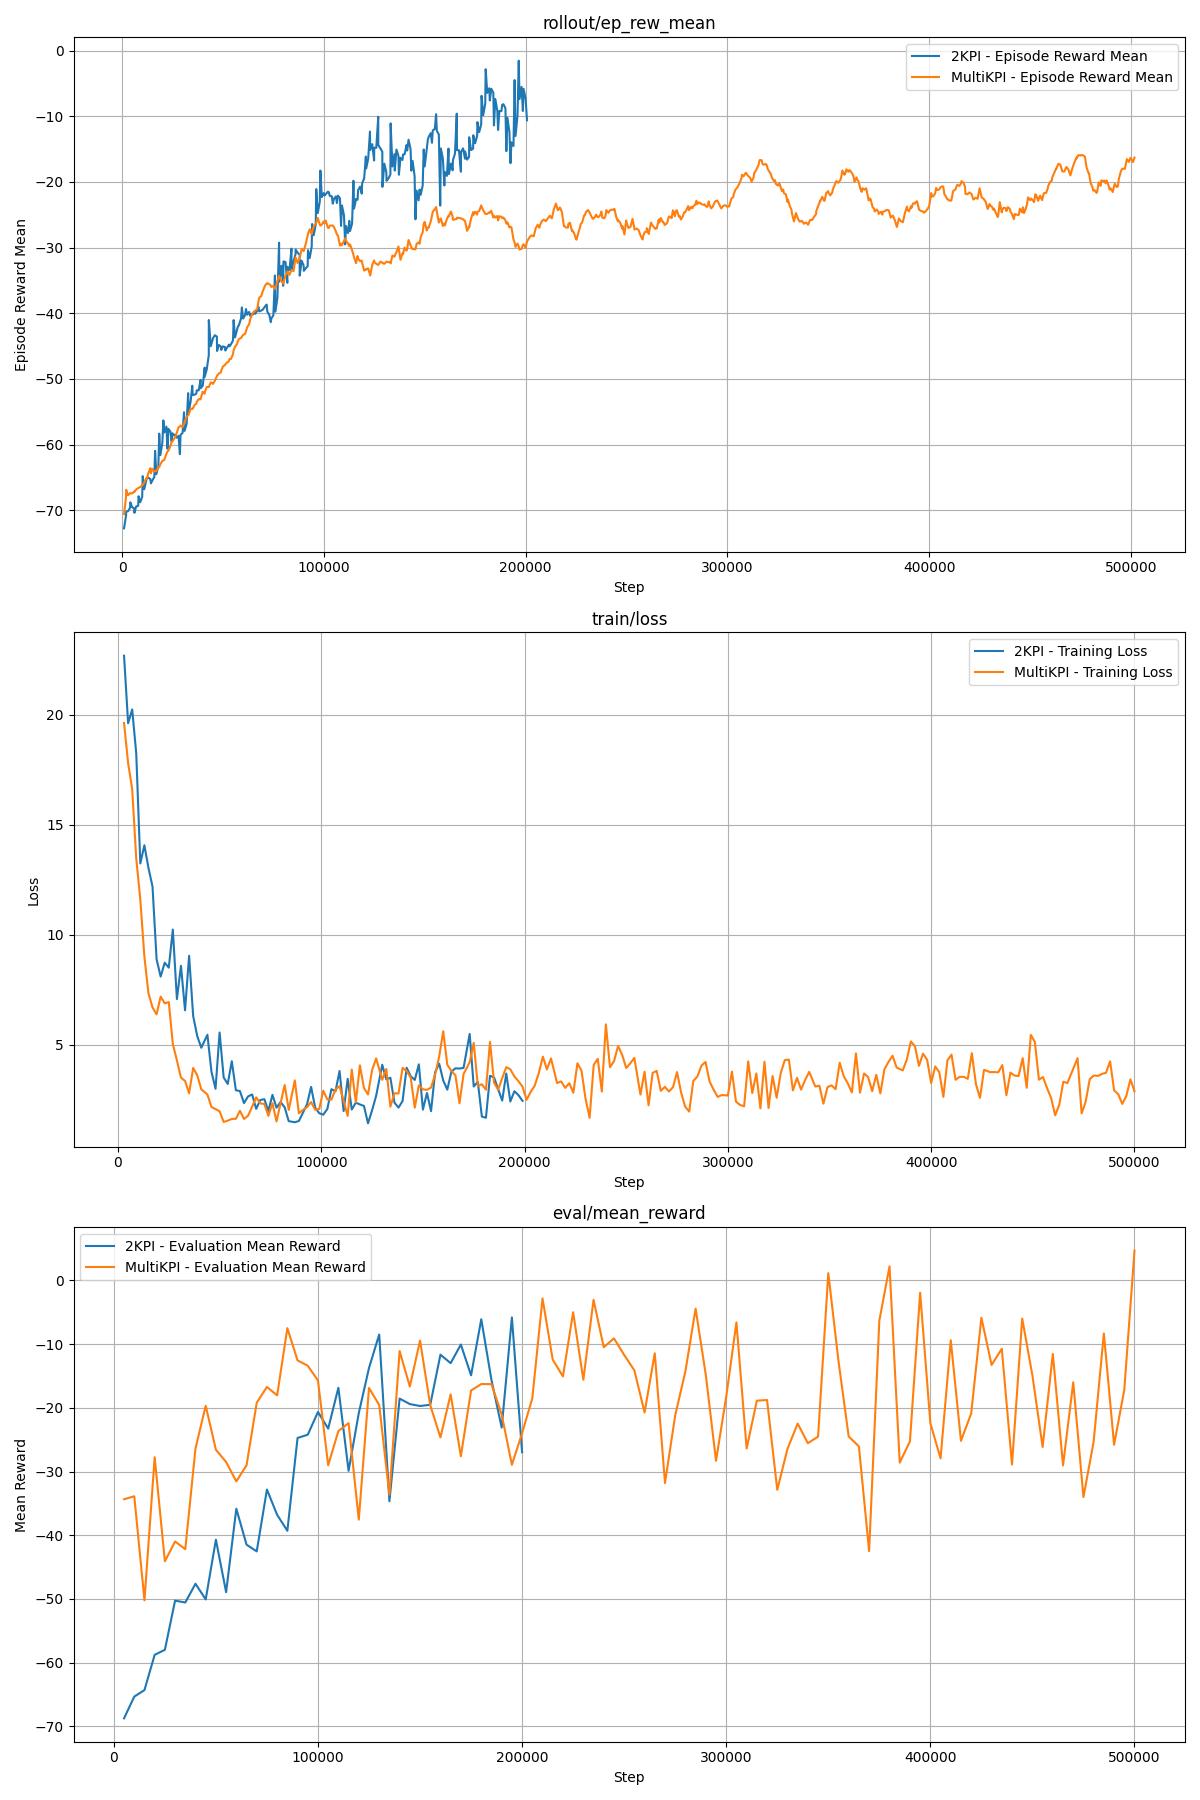 rollout/ep_rew_mean
2KPI - Episode Reward Mean
MultiKPI - Episode Reward Mean
Episode Reward Mean
0
−10
−20
−30
−40
−50
−60
−70
0 100000 200000 300000 400000 500000
Step
train/loss
2KPI - Training Loss
MultiKPI - Training Loss
Loss
20
15
10
5
0 100000 200000 300000 400000 500000
Step
eval/mean_reward
2KPI - Evaluation Mean Reward
MultiKPI - Evaluation Mean Reward
Mean Reward
0
−10
−20
−30
−40
−50
−60
−70
0 100000 200000 300000 400000 500000
Step